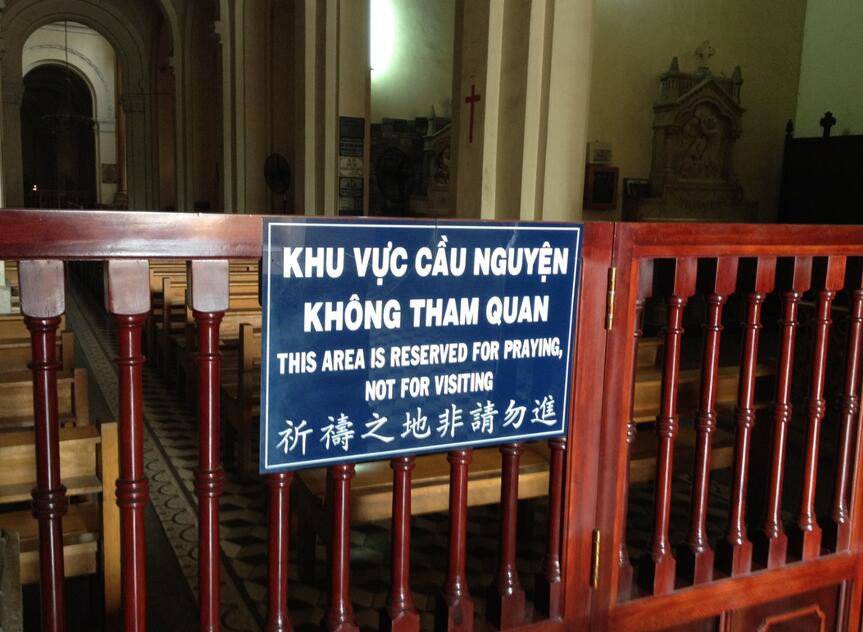 KHU VỰC CẦU NGUYỆN
KHÔNG THAM QUAN
THIS AREA IS RESERVED FOR PRAYING,
NOT FOR VISITING
祈禱之地非請勿進